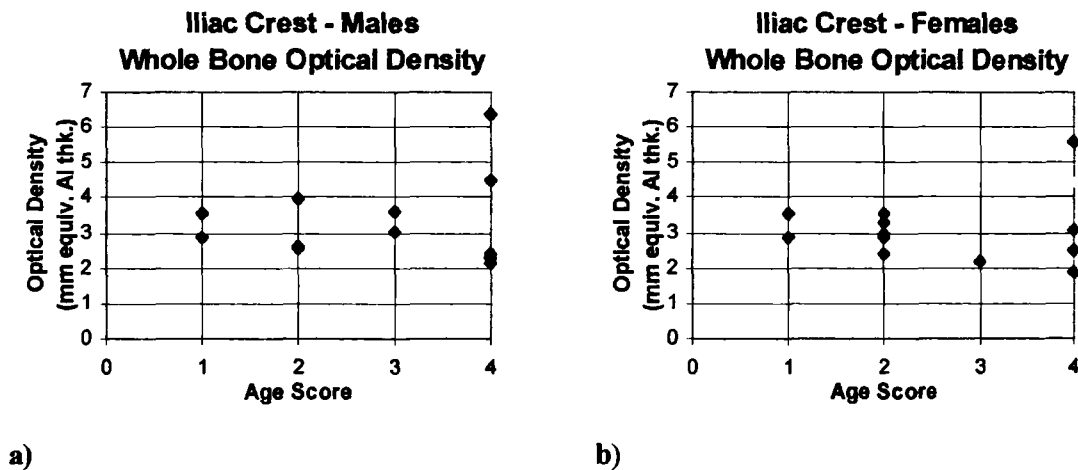 Iliac Crest - Males
Whole Bone Optical Density
Optical Density
(mm equiv. Al thk.)
7
6
5
4
3
2
1
0
0 1 2 3 4
Age Score
a)
Iliac Crest - Females
Whole Bone Optical Density
Optical Density
(mm equiv. Al thk.)
7
6
5
4
3
2
1
0
0 1 2 3 4
Age Score
b)